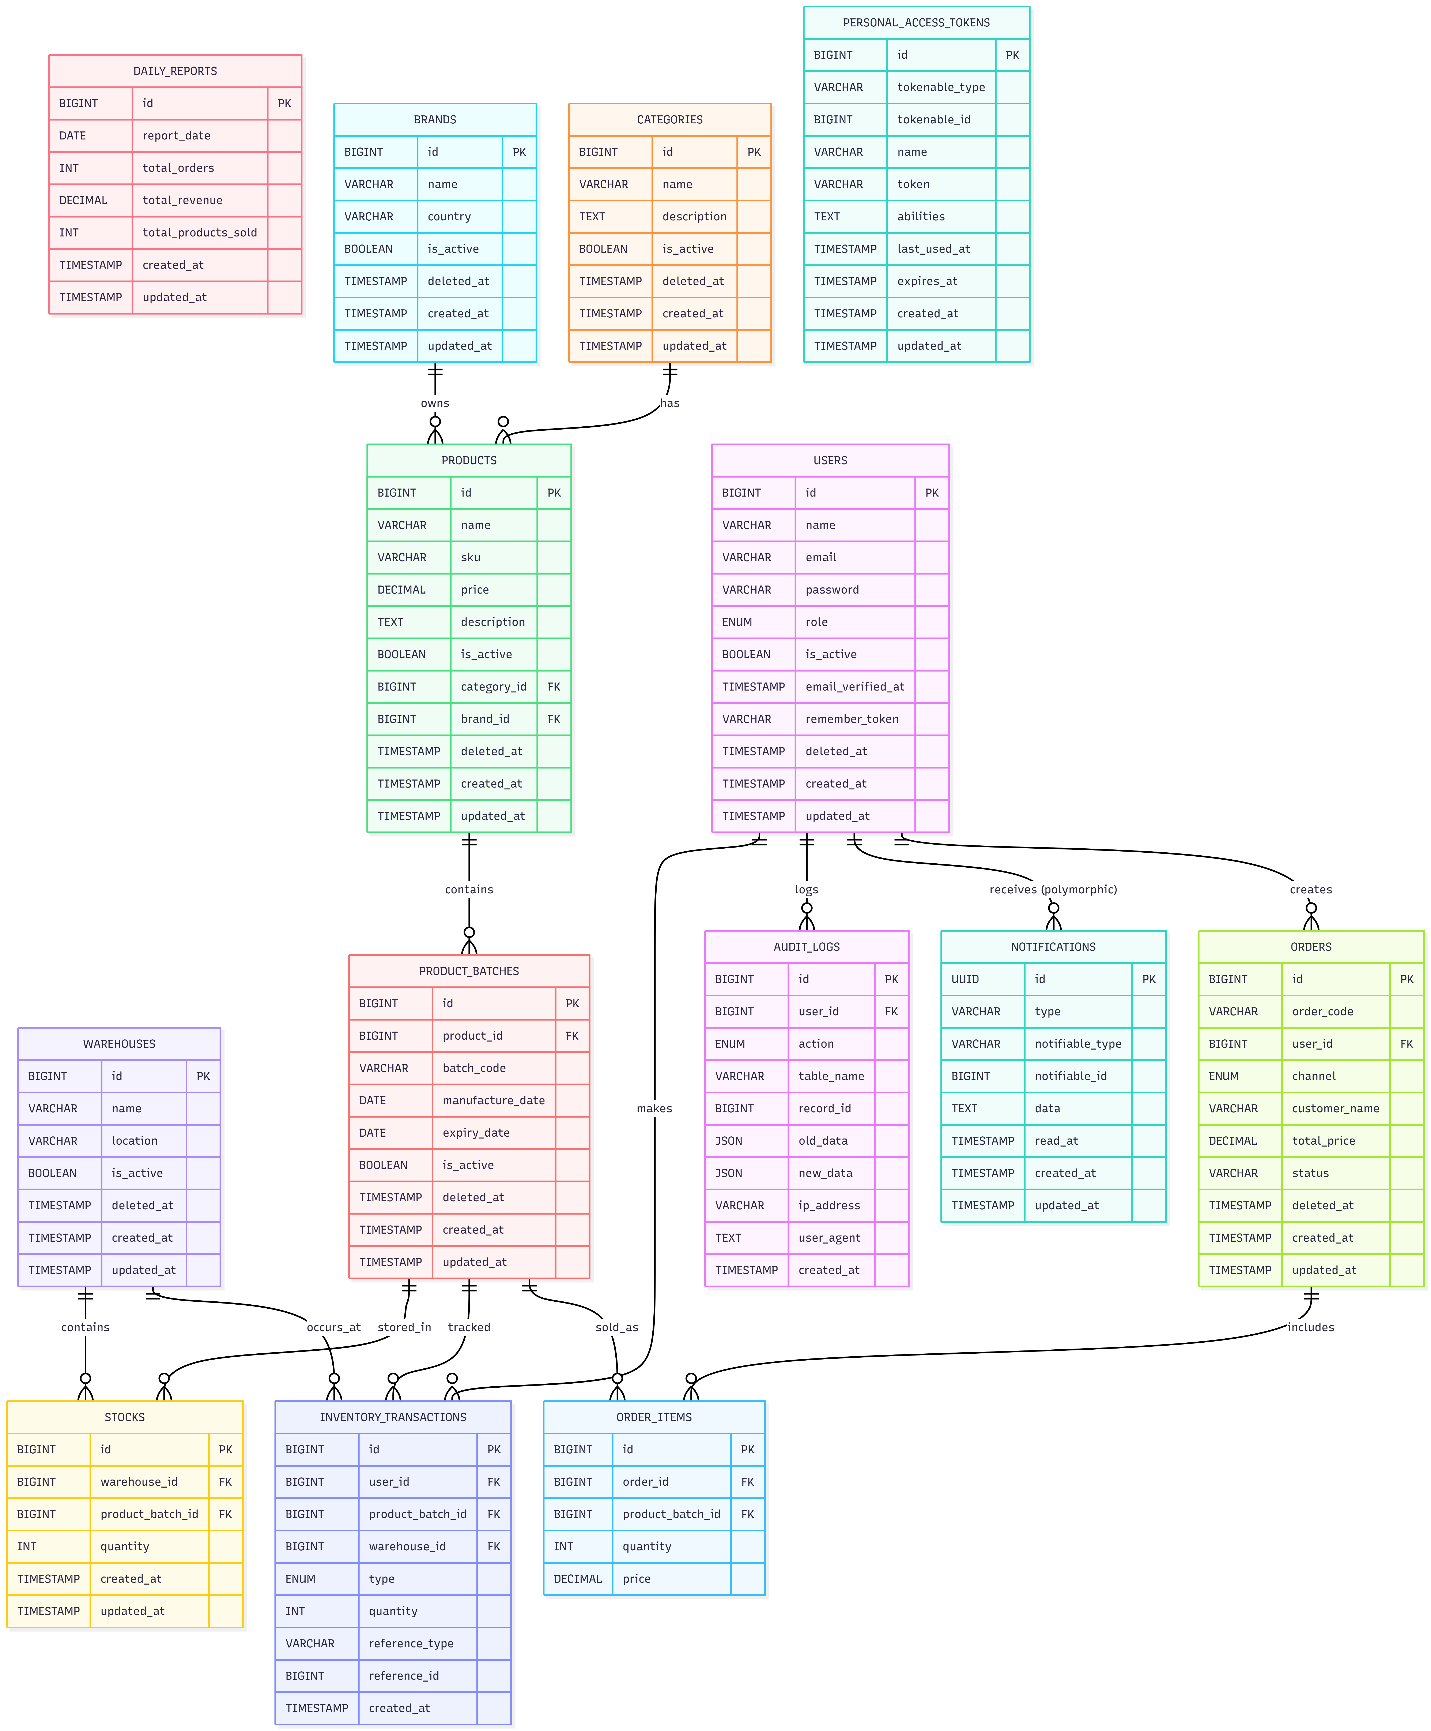 PERSONAL_ACCESS_TOKENS
BIGINT id PK
VARCHAR tokenable_type
BIGINT tokenable_id
VARCHAR name
VARCHAR token
TEXT abilities
TIMESTAMP last_used_at
TIMESTAMP expires_at
TIMESTAMP created_at
TIMESTAMP updated_at
DAILY_REPORTS
BIGINT id PK
DATE report_date
INT total_orders
DECIMAL total_revenue
INT total_products_sold
TIMESTAMP created_at
TIMESTAMP updated_at
BRANDS
BIGINT id PK
VARCHAR name
VARCHAR country
BOOLEAN is_active
TIMESTAMP deleted_at
TIMESTAMP created_at
TIMESTAMP updated_at
CATEGORIES
BIGINT id PK
VARCHAR name
TEXT description
BOOLEAN is_active
TIMESTAMP deleted_at
TIMESTAMP created_at
TIMESTAMP updated_at
owns
has
PRODUCTS
BIGINT id PK
VARCHAR name
VARCHAR sku
DECIMAL price
TEXT description
BOOLEAN is_active
BIGINT category_id FK
BIGINT brand_id FK
TIMESTAMP deleted_at
TIMESTAMP created_at
TIMESTAMP updated_at
USERS
BIGINT id PK
VARCHAR name
VARCHAR email
VARCHAR password
ENUM role
BOOLEAN is_active
TIMESTAMP email_verified_at
VARCHAR remember_token
TIMESTAMP deleted_at
TIMESTAMP created_at
TIMESTAMP updated_at
contains
logs
receives (polymorphic)
creates
PRODUCT_BATCHES
BIGINT id PK
BIGINT product_id FK
VARCHAR batch_code
DATE manufacture_date
DATE expiry_date
BOOLEAN is_active
TIMESTAMP deleted_at
TIMESTAMP created_at
TIMESTAMP updated_at
AUDIT_LOGS
BIGINT id PK
BIGINT user_id FK
ENUM action
VARCHAR table_name
BIGINT record_id
JSON old_data
JSON new_data
VARCHAR ip_address
TEXT user_agent
TIMESTAMP created_at
NOTIFICATIONS
UUID id PK
VARCHAR type
VARCHAR notifiable_type
BIGINT notifiable_id
TEXT data
TIMESTAMP read_at
TIMESTAMP created_at
TIMESTAMP updated_at
ORDERS
BIGINT id PK
VARCHAR order_code
BIGINT user_id FK
ENUM channel
VARCHAR customer_name
DECIMAL total_price
VARCHAR status
TIMESTAMP deleted_at
TIMESTAMP created_at
TIMESTAMP updated_at
WAREHOUSES
BIGINT id PK
VARCHAR name
VARCHAR location
BOOLEAN is_active
TIMESTAMP deleted_at
TIMESTAMP created_at
TIMESTAMP updated_at
makes
contains
occurs_at
stored_in
tracked
sold_as
includes
STOCKS
BIGINT id PK
BIGINT warehouse_id FK
BIGINT product_batch_id FK
INT quantity
TIMESTAMP created_at
TIMESTAMP updated_at
INVENTORY_TRANSACTIONS
BIGINT id PK
BIGINT user_id FK
BIGINT product_batch_id FK
BIGINT warehouse_id FK
ENUM type
INT quantity
VARCHAR reference_type
BIGINT reference_id
TIMESTAMP created_at
ORDER_ITEMS
BIGINT id PK
BIGINT order_id FK
BIGINT product_batch_id FK
INT quantity
DECIMAL price